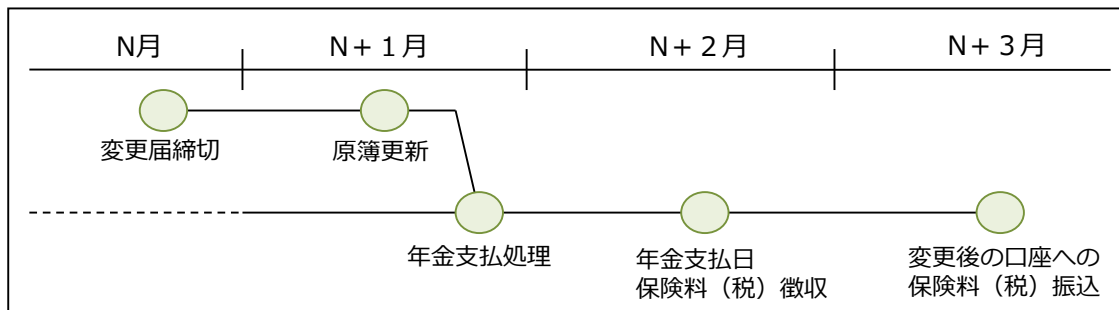 N月 N+1月 N+2月 N+3月
変更届締切 原簿更新
年金支払処理 年金支払日 変更後の口座への
保険料(税)徴収 保険料(税)振込